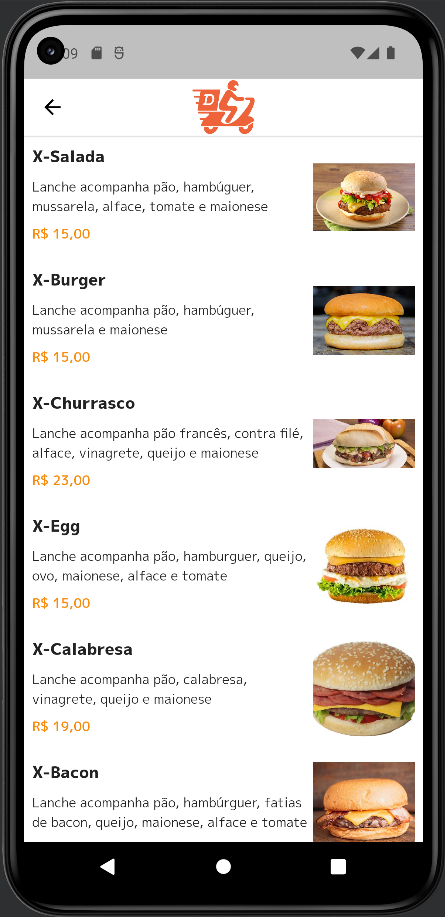 09
D
X-Salada
Lanche acompanha pão, hambúguer,
mussarela, alface, tomate e maionese
R$ 15,00
X-Burger
Lanche acompanha pão, hambúguer,
mussarela e maionese
R$ 15,00
X-Churrasco
Lanche acompanha pão francês, contra filé,
alface, vinagrete, queijo e maionese
R$ 23,00
X-Egg
Lanche acompanha pão, hamburguer, queijo,
ovo, maionese, alface e tomate
R$ 15,00
X-Calabresa
Lanche acompanha pão, calabresa,
vinagrete, queijo e maionese
R$ 19,00
X-Bacon
Lanche acompanha pão, hambúrguer, fatias
de bacon, queijo, maionese, alface e tomate